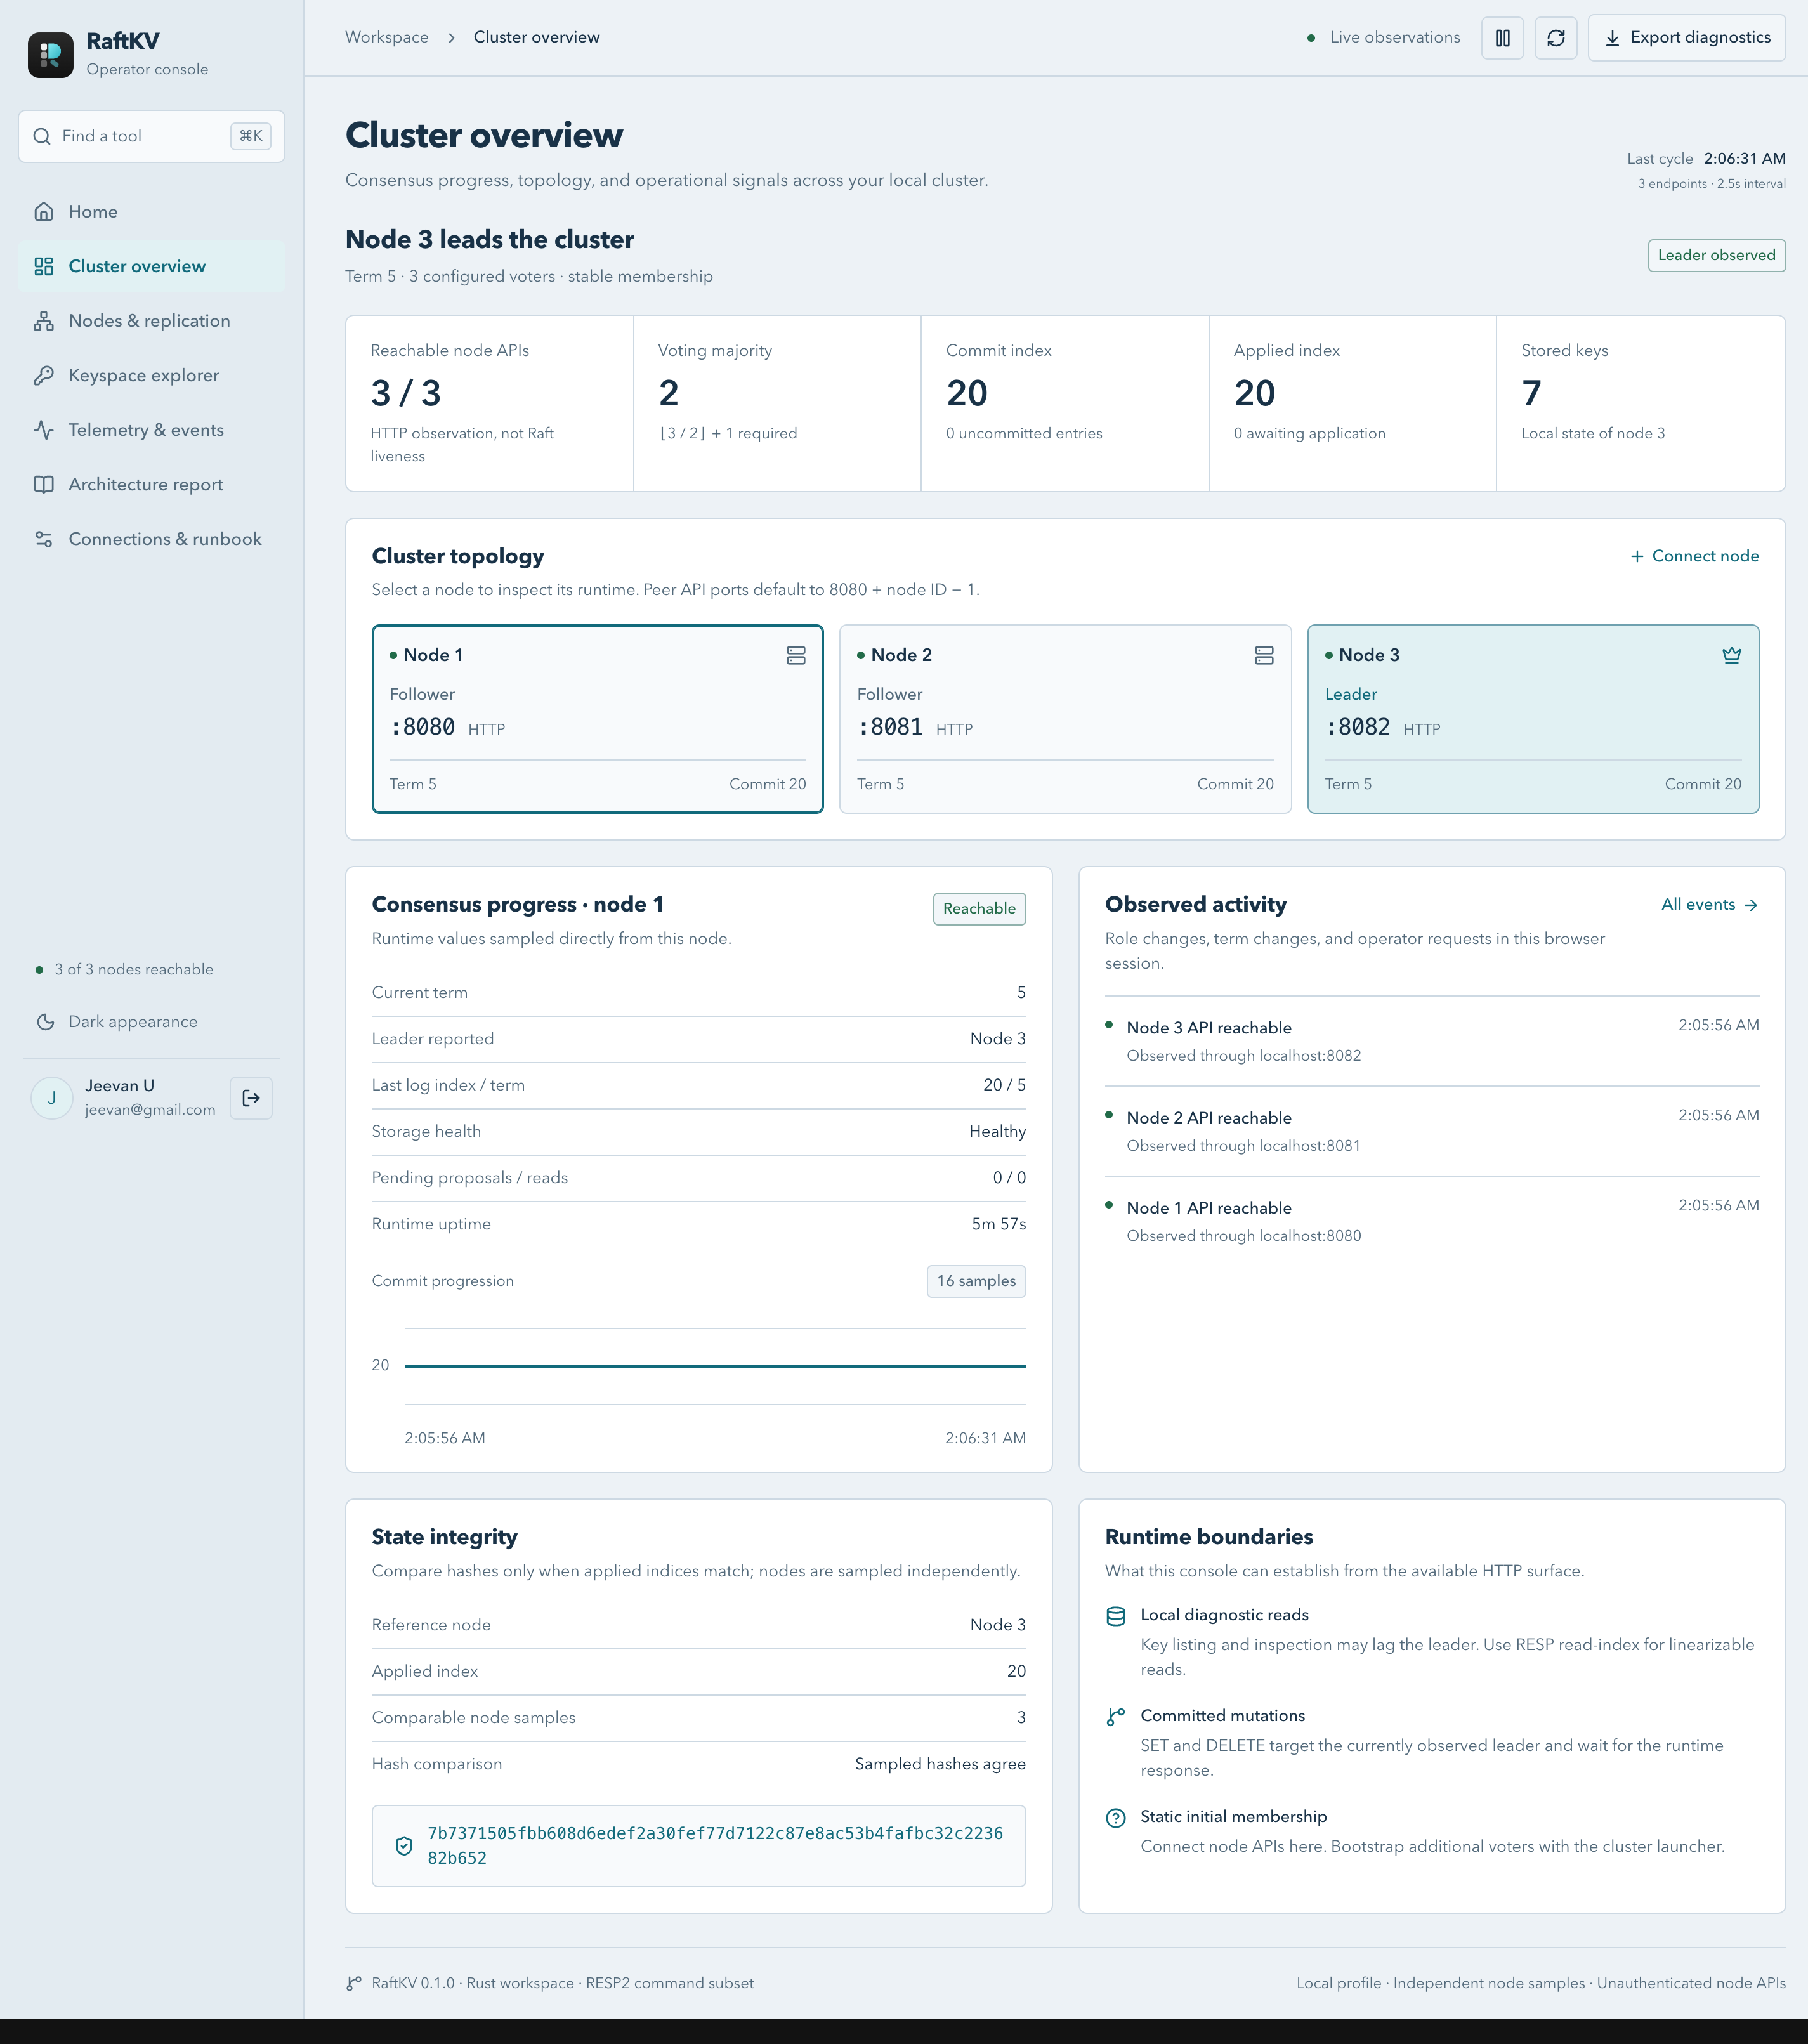 RaftKV
Operator console
Find a tool
⌘K
Home
Cluster overview
Nodes & replication
Keyspace explorer
Telemetry & events
Architecture report
Connections & runbook
3 of 3 nodes reachable
Dark appearance
J
Jeevan U
jeevan@gmail.com
Workspace
Cluster overview
Live observations
Export diagnostics
Cluster overview
Consensus progress, topology, and operational signals across your local cluster.
Last cycle 2:06:31 AM
3 endpoints · 2.5s interval
Node 3 leads the cluster
Term 5 · 3 configured voters · stable membership
Leader observed
Reachable node APIs
3 / 3
HTTP observation, not Raft
liveness
Voting majority
2
⌊3 / 2⌋ + 1 required
Commit index
20
0 uncommitted entries
Applied index
20
0 awaiting application
Stored keys
7
Local state of node 3
Cluster topology
Connect node
Select a node to inspect its runtime. Peer API ports default to 8080 + node ID − 1.
Node 1
Follower
:8080 HTTP
Term 5
Commit 20
Node 2
Follower
:8081 HTTP
Term 5
Commit 20
Node 3
Leader
:8082 HTTP
Term 5
Commit 20
Consensus progress · node 1
Reachable
Runtime values sampled directly from this node.
Current term 5
Leader reported Node 3
Last log index / term 20 / 5
Storage health Healthy
Pending proposals / reads 0 / 0
Runtime uptime 5m 57s
Commit progression
16 samples
20
2:05:56 AM
2:06:31 AM
Observed activity
All events
Role changes, term changes, and operator requests in this browser
session.
Node 3 API reachable
2:05:56 AM
Observed through localhost:8082
Node 2 API reachable
2:05:56 AM
Observed through localhost:8081
Node 1 API reachable
2:05:56 AM
Observed through localhost:8080
State integrity
Compare hashes only when applied indices match; nodes are sampled independently.
Reference node Node 3
Applied index 20
Comparable node samples 3
Hash comparison Sampled hashes agree
7b7371505fbb608d6edef2a30fef77d7122c87e8ac53b4fafbc32c2236
82b652
Runtime boundaries
What this console can establish from the available HTTP surface.
Local diagnostic reads
Key listing and inspection may lag the leader. Use RESP read-index for linearizable
reads.
Committed mutations
SET and DELETE target the currently observed leader and wait for the runtime
response.
Static initial membership
Connect node APIs here. Bootstrap additional voters with the cluster launcher.
RaftKV 0.1.0 · Rust workspace · RESP2 command subset
Local profile · Independent node samples · Unauthenticated node APIs